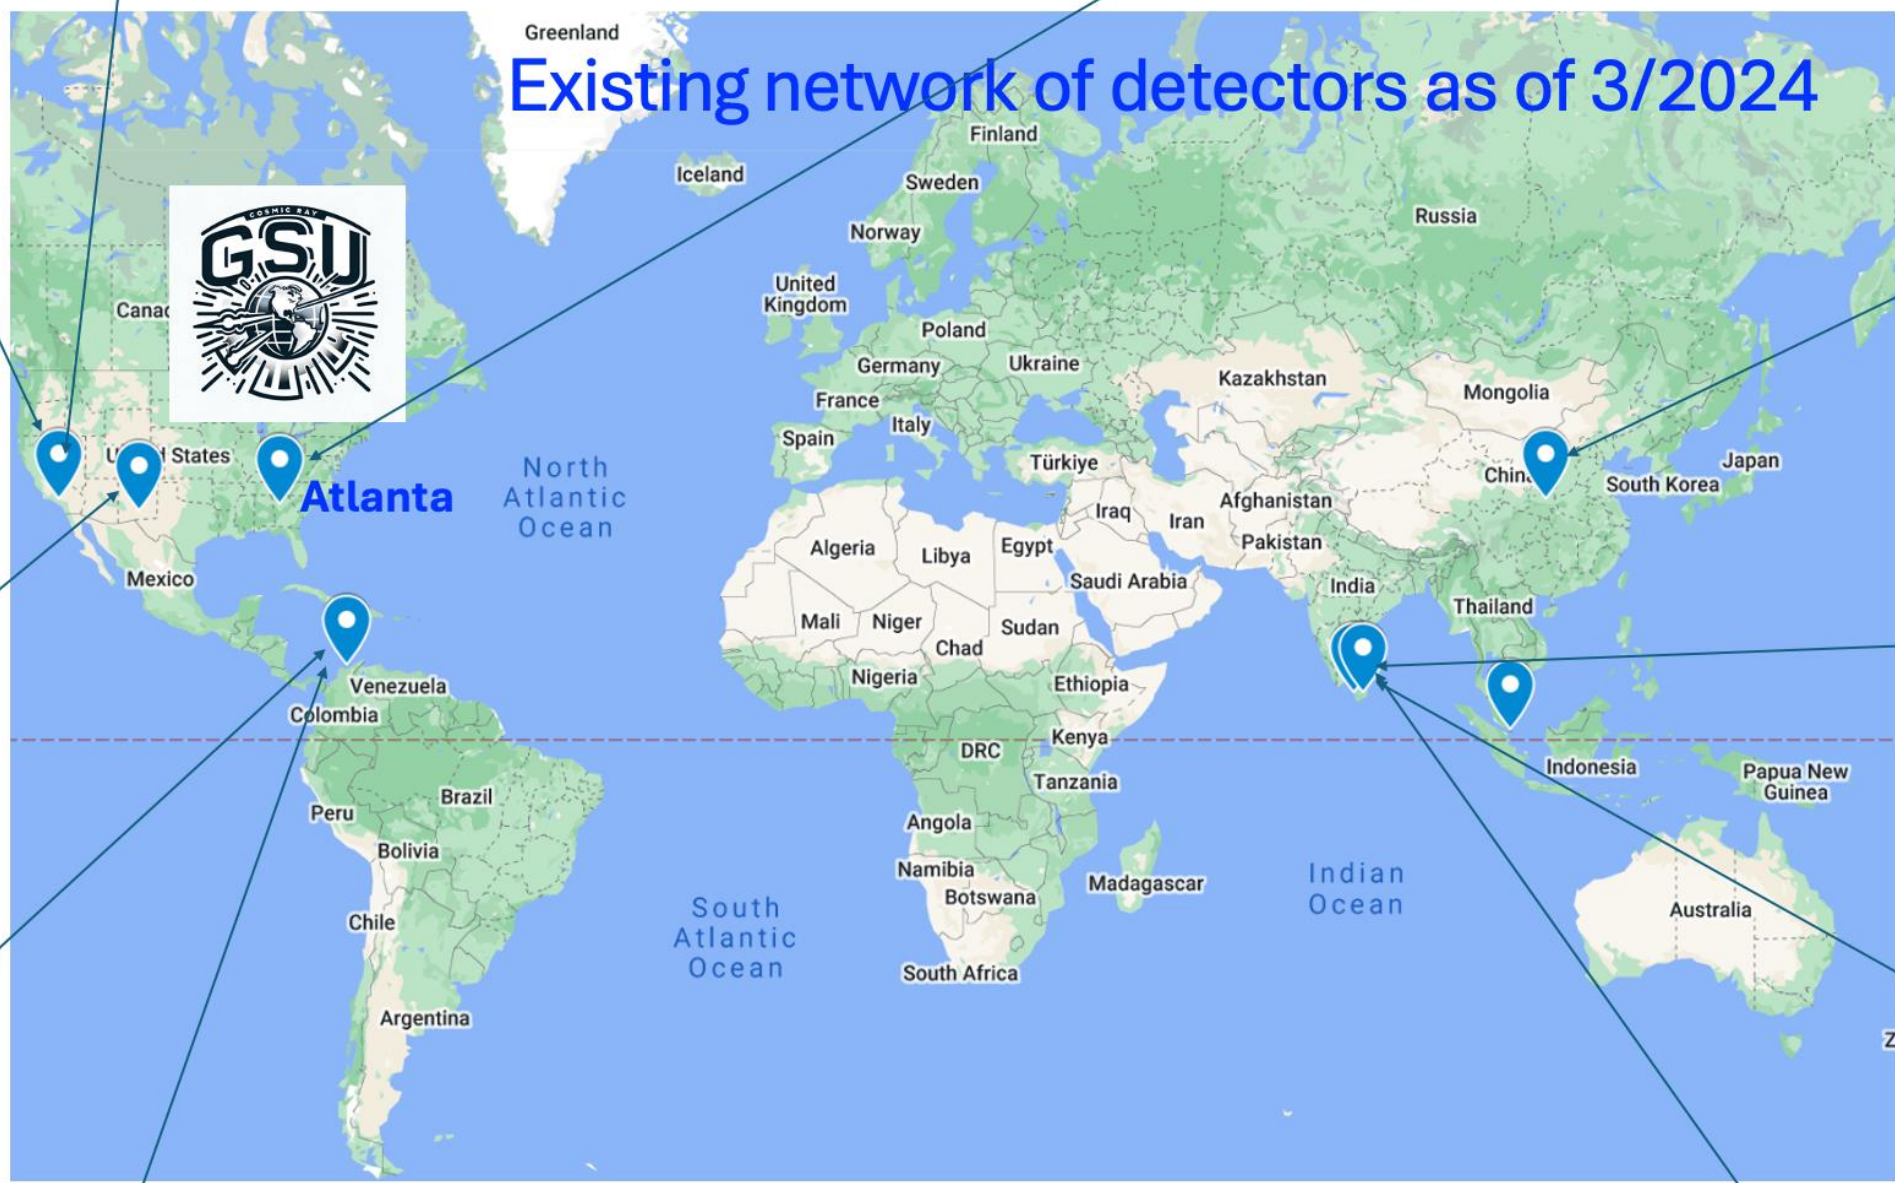 Greenland
Existing network of detectors as of 3/2024
Finland
Iceland
Sweden
Russia
Norway
COSMIC RAY
GSU
United
Kingdom
Canad
Poland
Germany
Ukraine
Kazakhstan
Mongolia
France
Italy
Spain
Türkiye
United States
North
Atlantic
Ocean
Atlanta
China
Japan
South Korea
Afghanistan
Iraq
Iran
Pakistan
Algeria
Libya
Egypt
Saudi Arabia
India
Mexico
Thailand
Mali
Niger
Sudan
Chad
Nigeria
Ethiopia
Venezuela
Colombia
DRC
Kenya
Tanzania
Indonesia
Papua New
Guinea
Brazil
Peru
Angola
Bolivia
Namibia
Botswana
Madagascar
Indian
Ocean
Chile
South
Atlantic
Ocean
Australia
South Africa
Argentina
Z